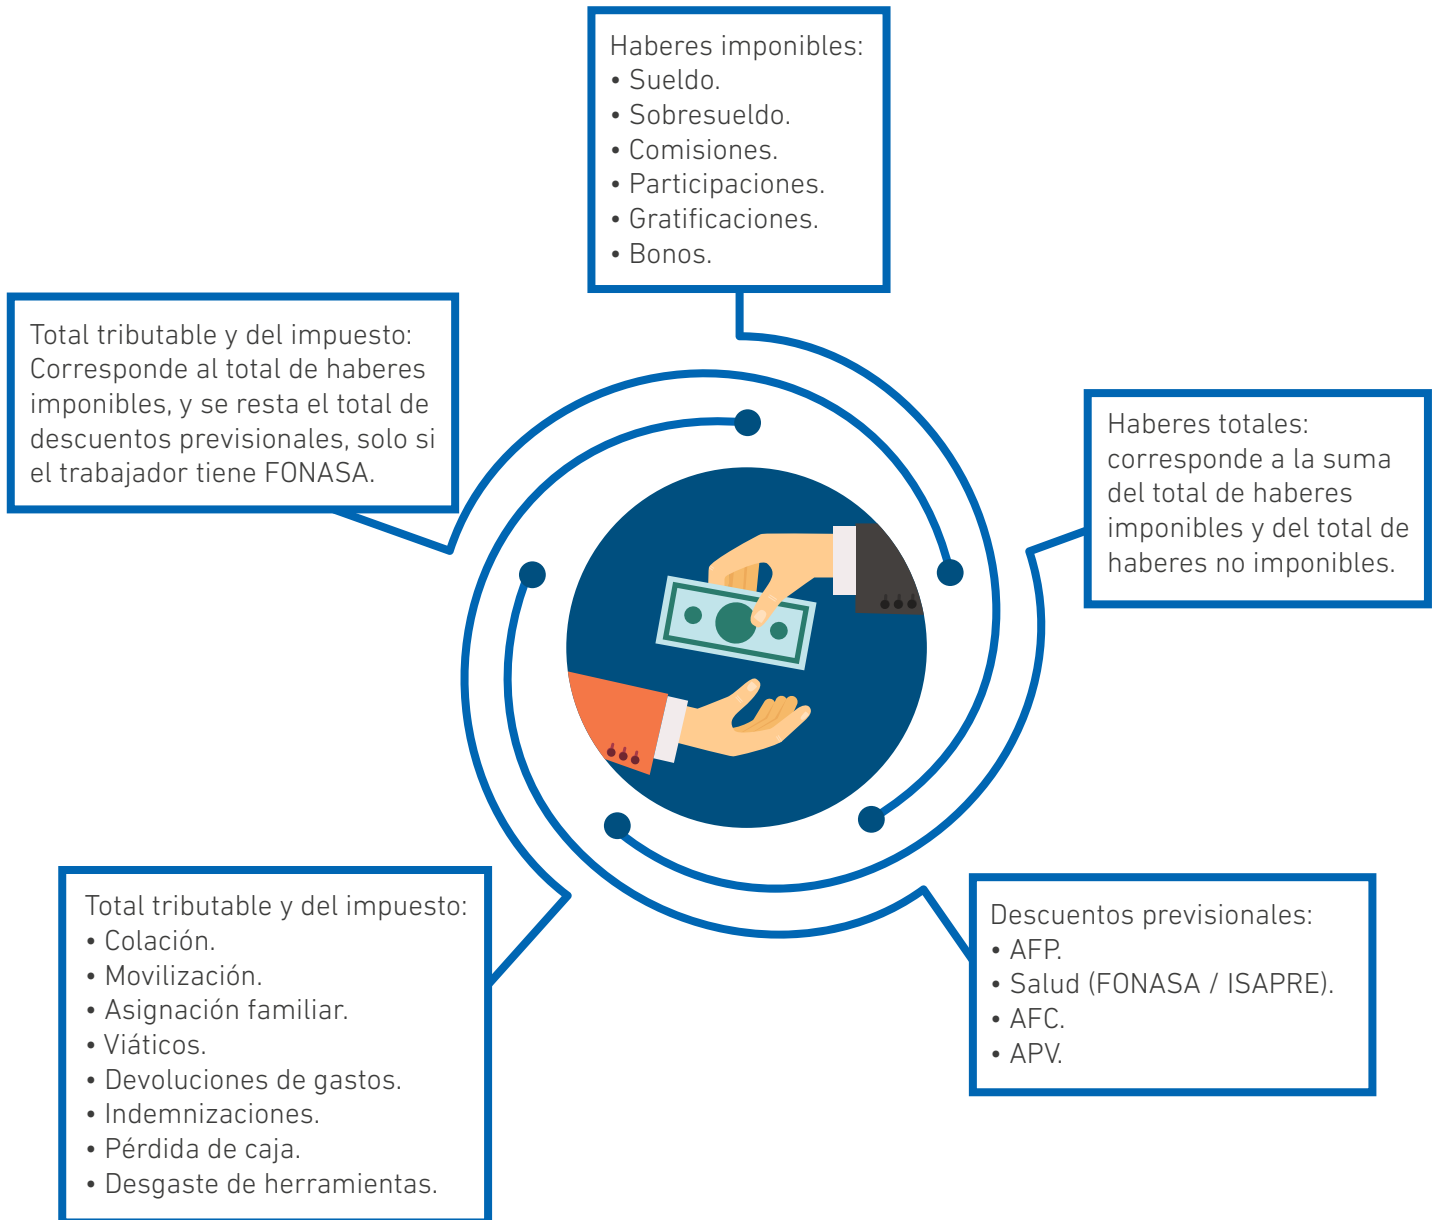 Haberes imponibles:
• Sueldo.
• Sobresueldo.
• Comisiones.
• Participaciones.
• Gratificaciones.
• Bonos.
Total tributable y del impuesto:
Corresponde al total de haberes
imponibles, y se resta el total de
descuentos previsionales, solo si
el trabajador tiene FONASA.
Haberes totales:
corresponde a la suma
del total de haberes
imponibles y del total de
haberes no imponibles.
Total tributable y del impuesto:
• Colación.
• Movilización.
• Asignación familiar.
• Viáticos.
• Devoluciones de gastos.
• Indemnizaciones.
• Pérdida de caja.
• Desgaste de herramientas.
Descuentos previsionales:
• AFP.
• Salud (FONASA / ISAPRE).
• AFC.
• APV.